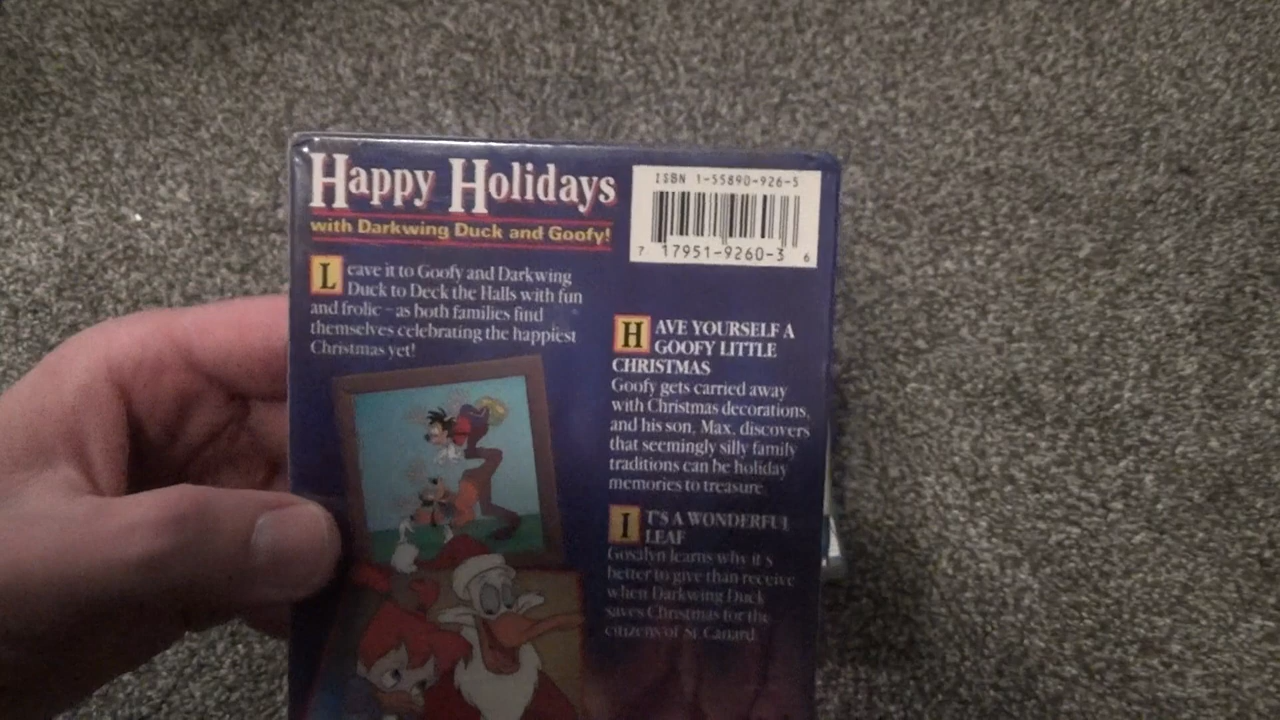 Happy Holidays
with Darkwing Duck and Goofy!
ISBN 1-55890-926-5
7 17951-9260-3 6
Leave it to Goofy and Darkwing
Duck to Deck the Halls with fun
and frolic - as both families find
themselves celebrating the happiest
Christmas yet!
HAVE YOURSELF A
GOOFY LITTLE
CHRISTMAS
Goofy gets carried away
with Christmas decorations,
and his son, Max, discovers
that seemingly silly family
traditions can be holiday
memories to treasure.
IT'S A WONDERFUL
LEAF
Gosalyn learns why it's
better to give than receive
when Darkwing Duck
saves Christmas for the
citizens of St. Canard.